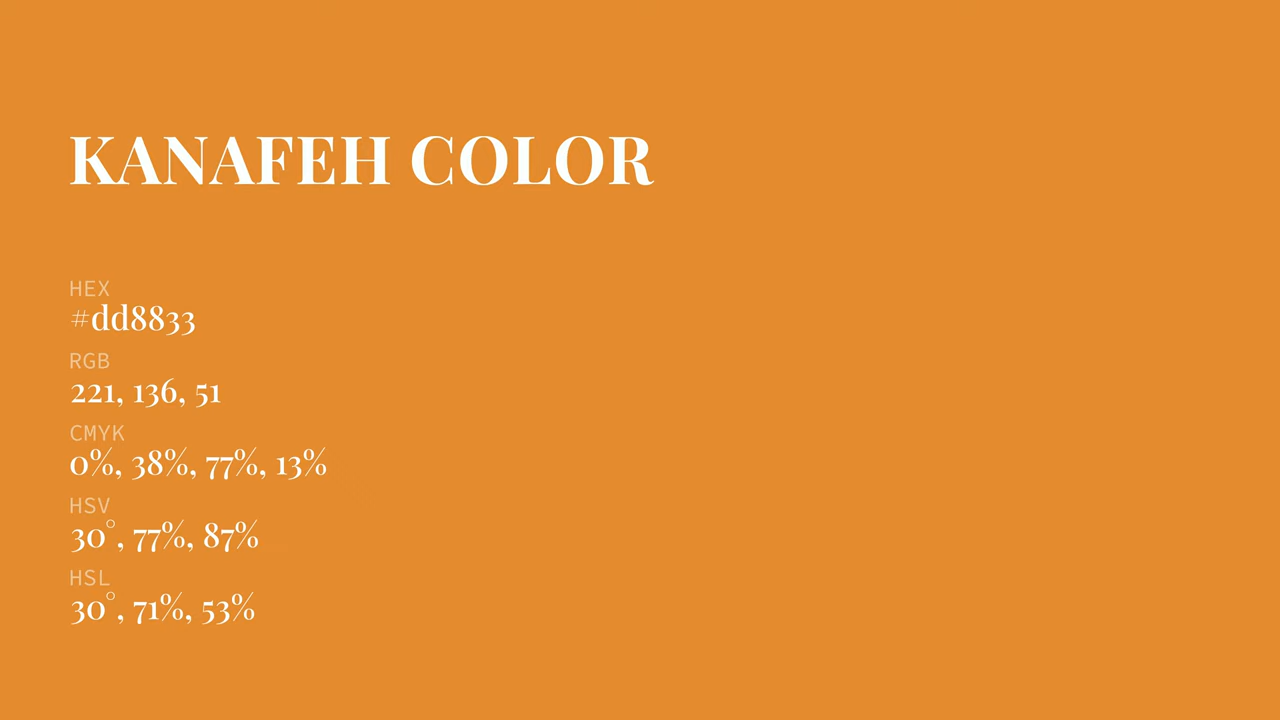 KANAFEH COLOR
HEX
#dd8833
RGB
221, 136, 51
CMYK
0%, 38%, 77%, 13%
HSV
30°, 77%, 87%
HSL
30°, 71%, 53%